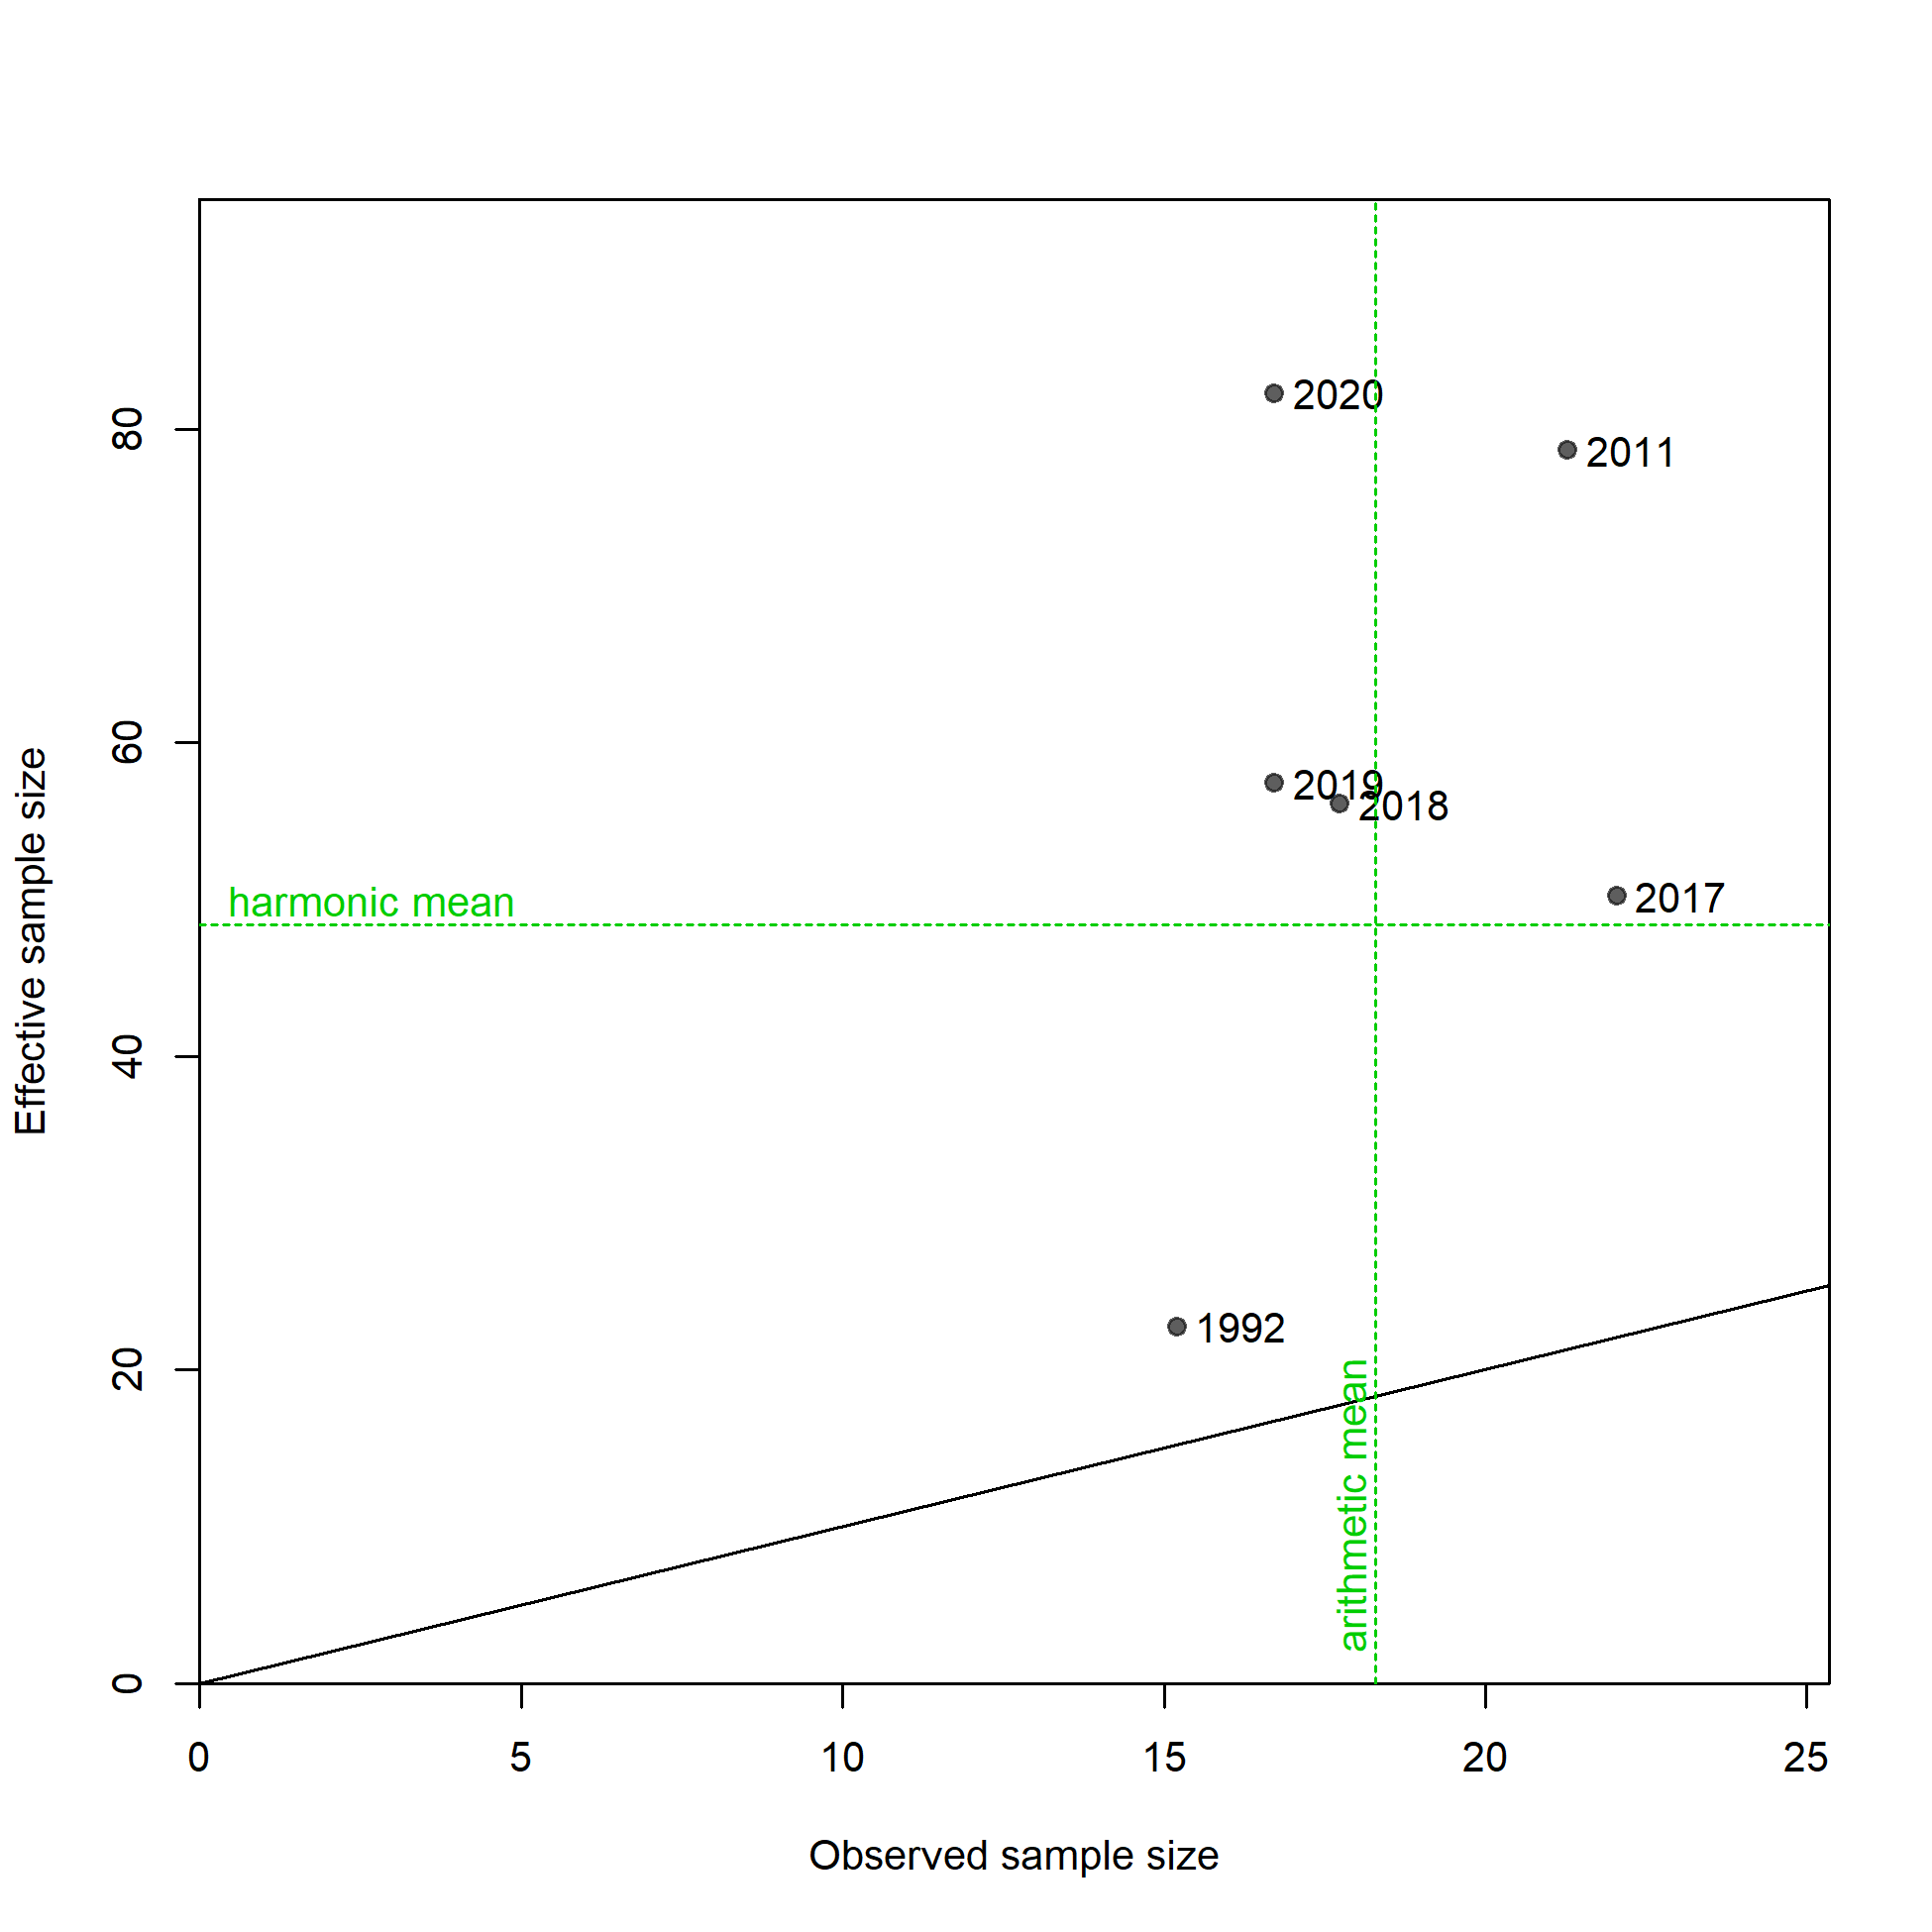 2020
2011
80
60
2019
2018
harmonic mean
2017
Effective sample size
40
1992
20
arithmetic mean
0
0 5 10 15 20 25
Observed sample size